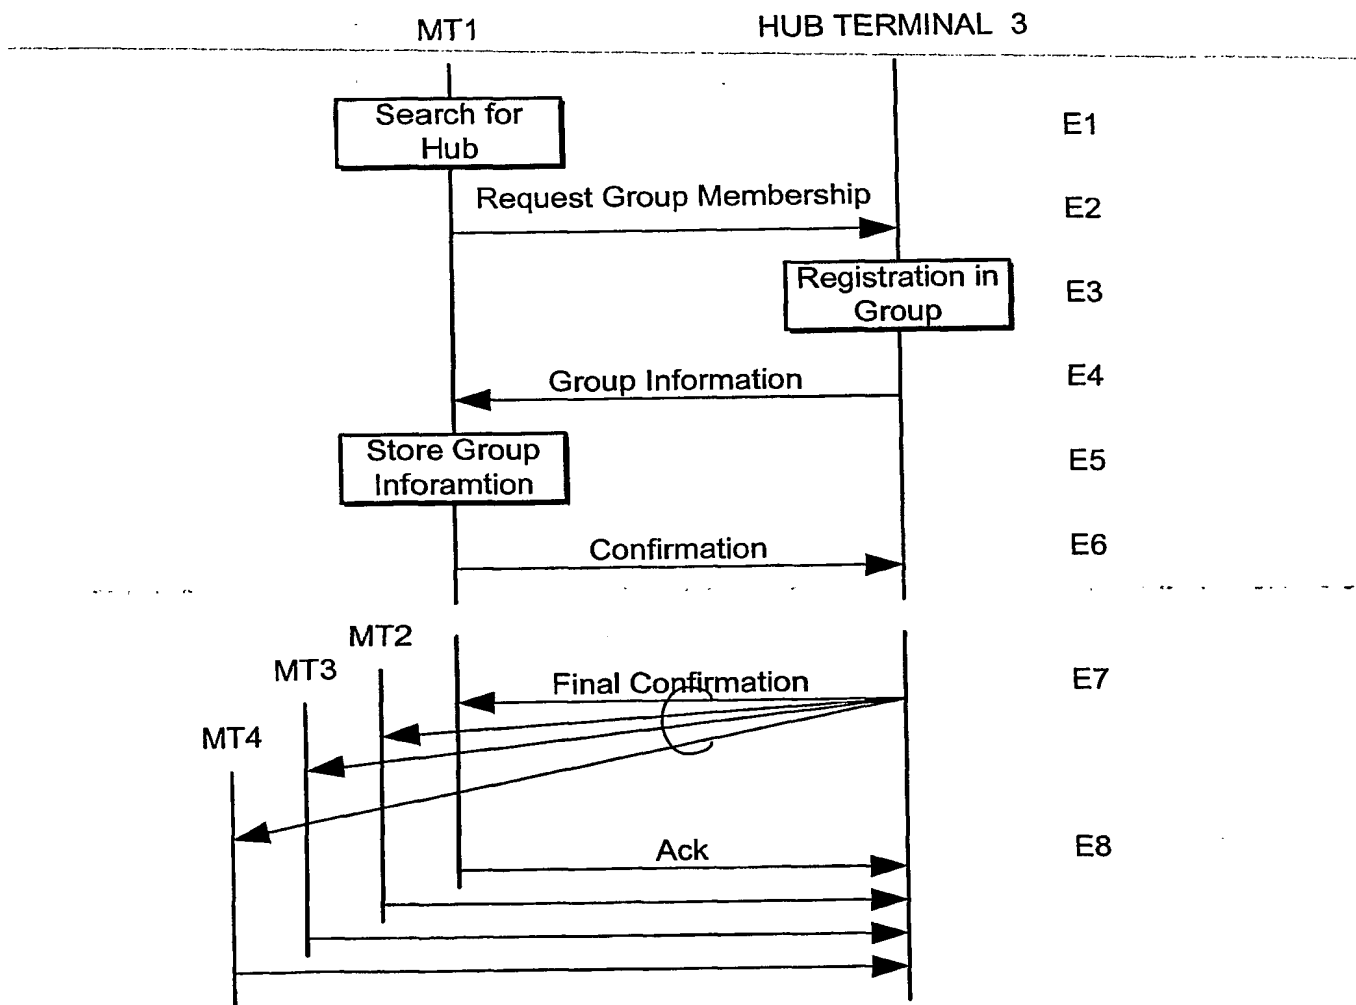 MT1
HUB TERMINAL 3
Search for
Hub
E1
Request Group Membership
E2
Registration in
Group
E3
Group Information
E4
Store Group
Inforamtion
E5
Confirmation
E6
MT2
MT3
Final Confirmation
E7
MT4
Ack
E8